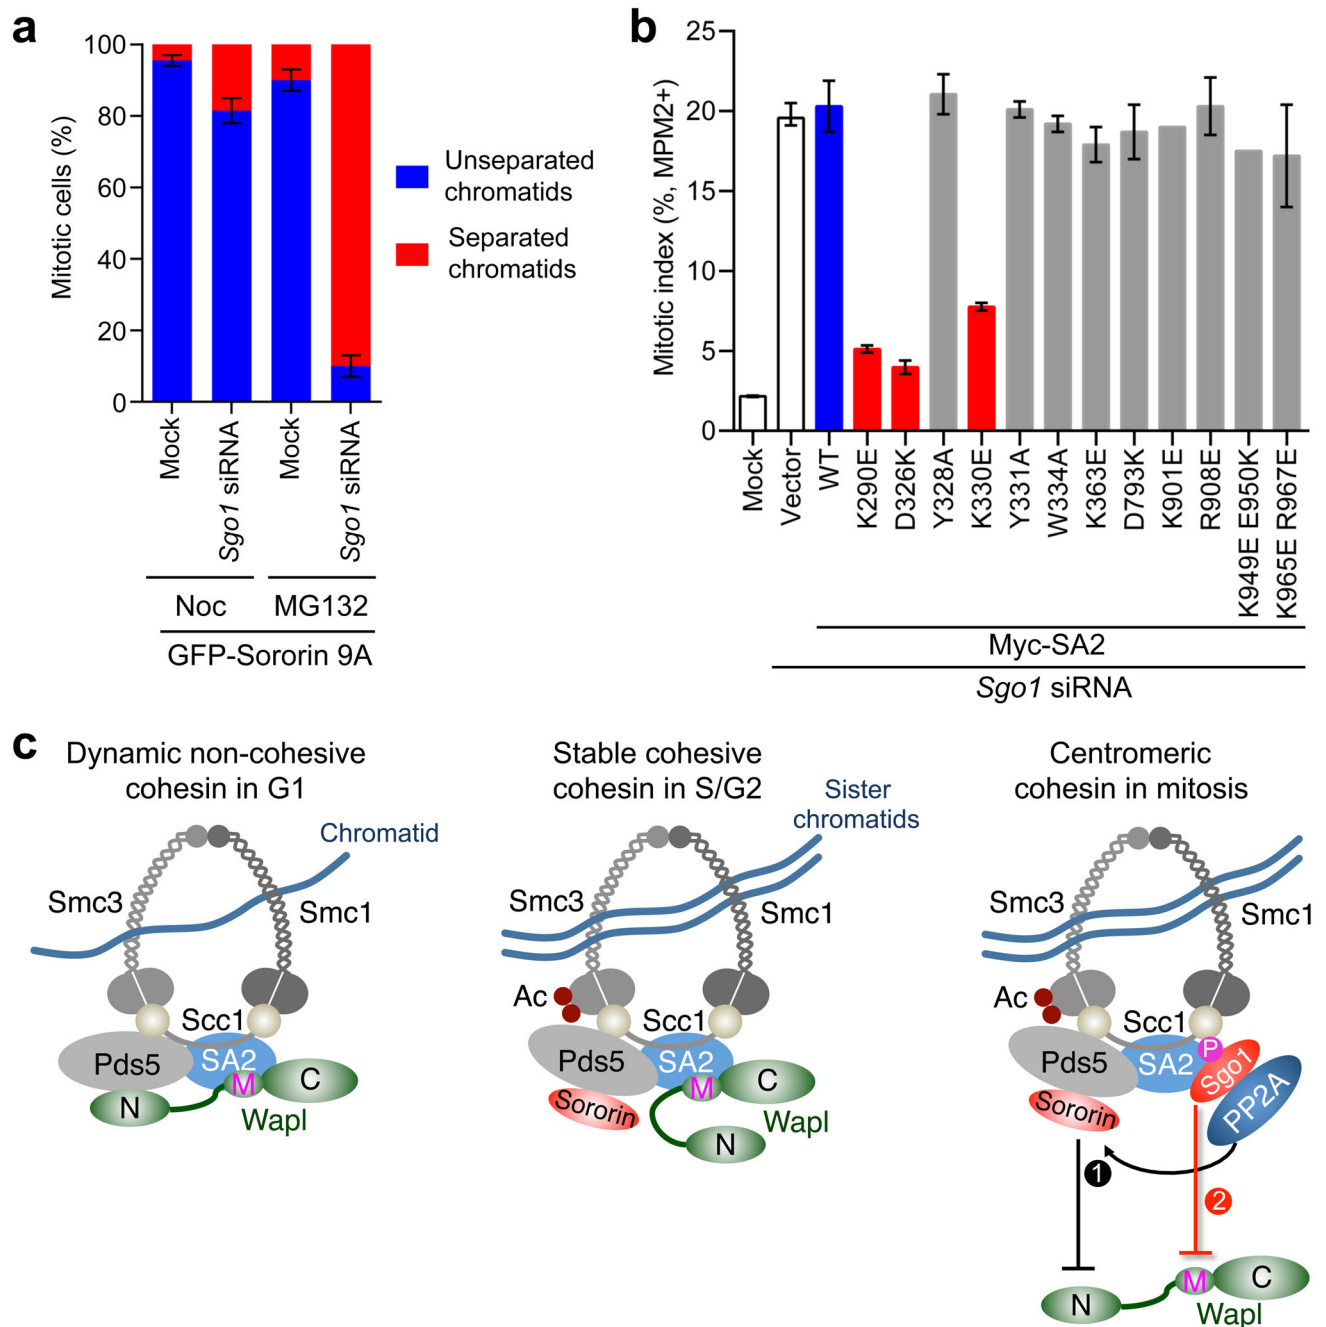 a
100
80
60
40
20
0
Mitotic cells (%)
Unseparated
chromatids
Separated
chromatids
Mock
Sgo1 siRNA
Mock
Sgo1 siRNA
Noc
MG132
GFP-Sororin 9A
b
25
20
15
10
5
0
Mitotic index (%, MPM2+)
Mock
Vector
WT
K290E
D326K
Y328A
K330E
Y331A
W334A
K363E
D793K
K901E
R908E
K949E E950K
K965E R967E
Myc-SA2
Sgo1 siRNA
c
Dynamic non-cohesive
cohesin in G1
Chromatid
Smc3
Smc1
Scc1
Pds5
SA2
M
C
N
Wapl
Stable cohesive
cohesin in S/G2
Sister
chromatids
Smc3
Smc1
Ac
Scc1
Pds5
SA2
M
C
Sororin
Wapl
N
Centromeric
cohesin in mitosis
Smc3
Smc1
Ac
Scc1
P
Pds5
SA2
Sgo1
PP2A
Sororin
1
2
M
C
N
Wapl